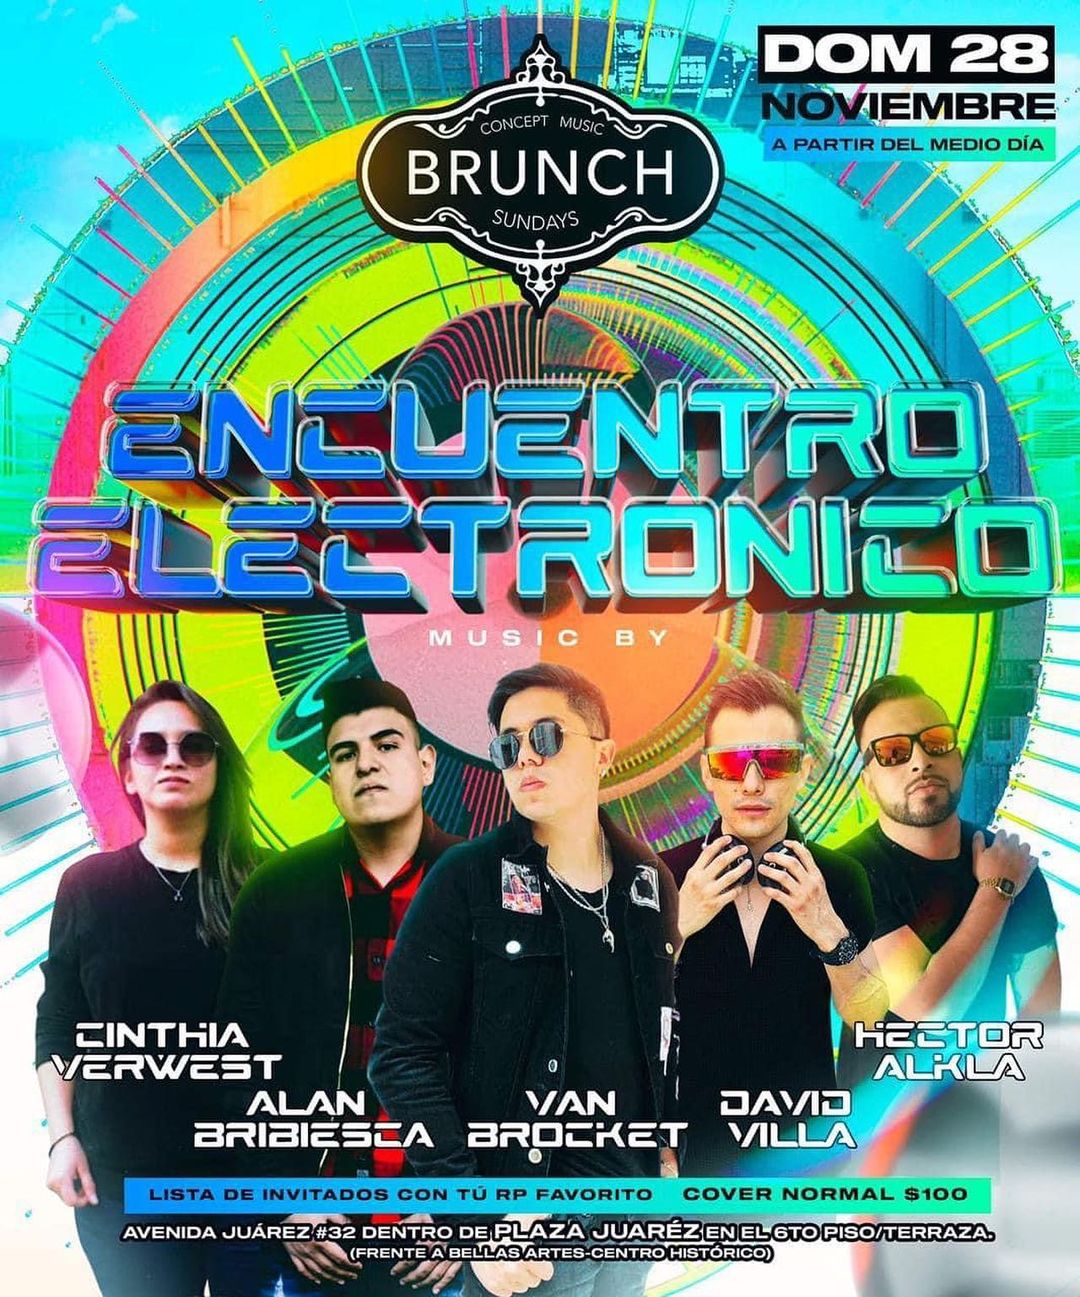 DOM 28
NOVIEMBRE
A PARTIR DEL MEDIO DÍA
CONCEPT MUSIC
BRUNCH
SUNDAYS
ENCUENTRO
ELECTRONICO
MUSIC BY
CINTHIA
VERWEST
ALAN
BRIBIESCA
VAN
BROCKET
DAVID
VILLA
HECTOR
ALKLA
LISTA DE INVITADOS CON TÚ RP FAVORITO COVER NORMAL $100
AVENIDA JUÁREZ #32 DENTRO DE PLAZA JUARÉZ EN EL 6TO PISO/TERRAZA.
(FRENTE A BELLAS ARTES-CENTRO HISTÓRICO)